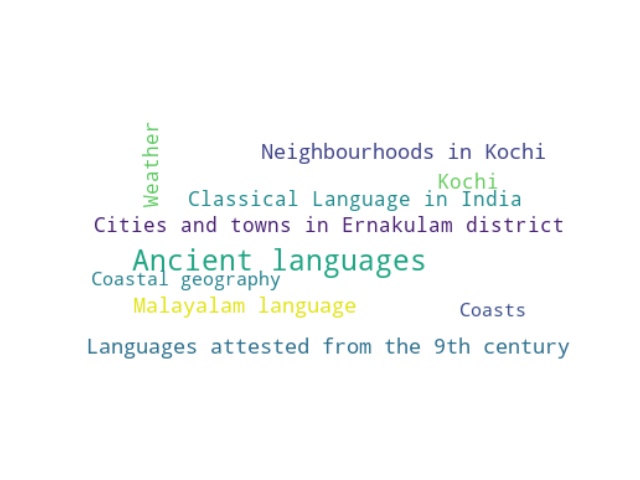 Weather
Neighbourhoods in Kochi
Kochi
Classical Language in India
Cities and towns in Ernakulam district
Ancient languages
Coastal geography
Malayalam language
Coasts
Languages attested from the 9th century